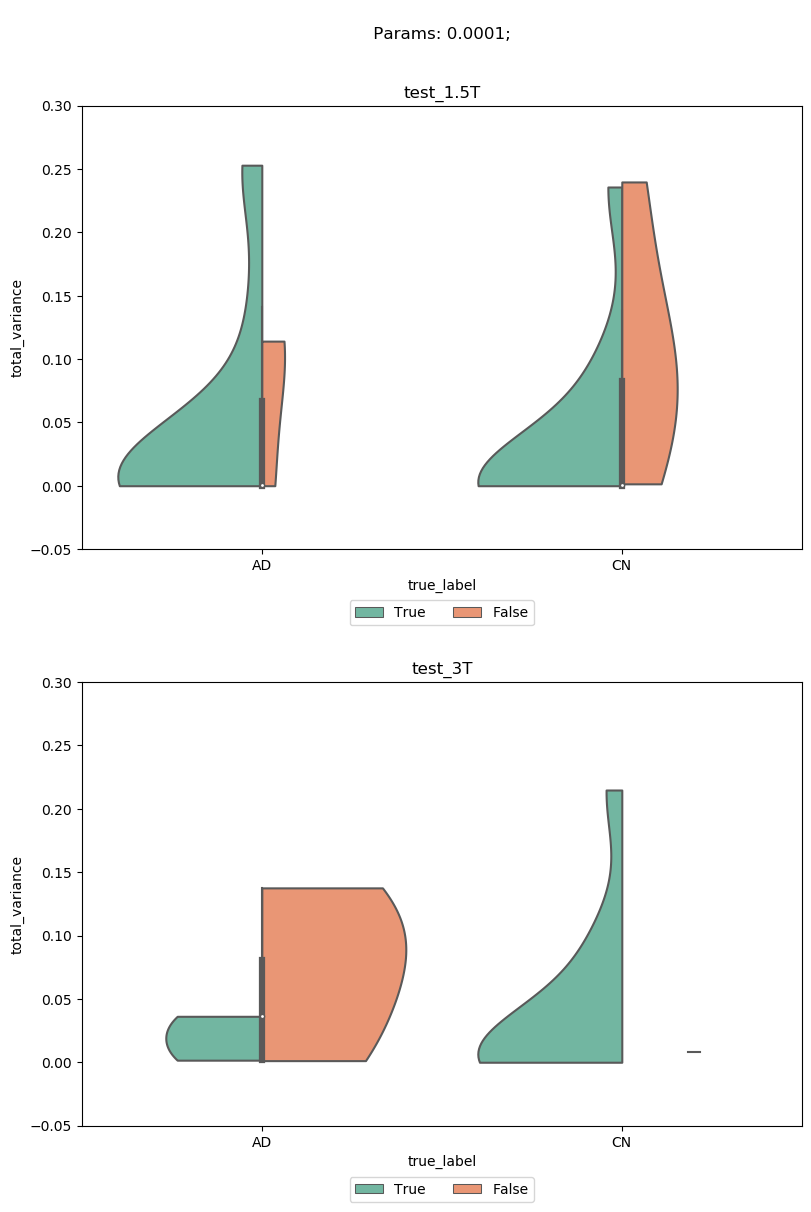 Params: 0.0001;
test_1.5T
0.30
0.25
0.20
0.15
0.10
0.05
0.00
−0.05
total_variance
AD CN
true_label
True False
test_3T
0.30
0.25
0.20
0.15
0.10
0.05
0.00
−0.05
total_variance
AD CN
true_label
True False